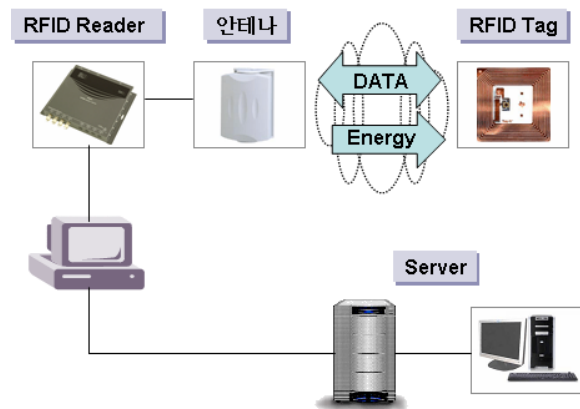 RFID Reader
안테나
RFID Tag
DATA
Energy
Server